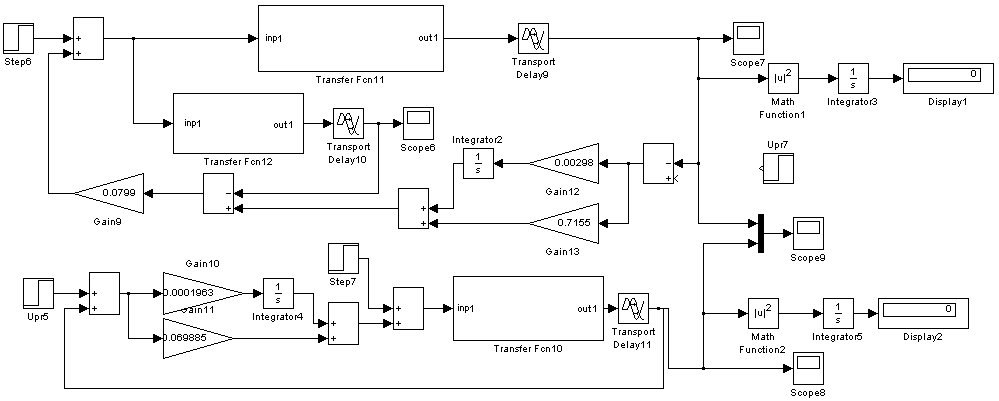 Step6
+
+
inp1
out1
Transfer Fcn11
Transport
Delay9
Scope7
|u|²
Math
Function1
1
s
Integrator3
0
Display1
inp1
out1
Transfer Fcn12
Transport
Delay10
Scope6
Integrator2
1
s
0.00298
Gain12
−
+
Upr7
0.0799
Gain9
−
+
+
+
0.7155
Gain13
Scope9
Gain10
Step7
Upr5
+
+
0.0001963
Gain11
1
s
Integrator4
0.069885
+
+
+
+
inp1
out1
Transfer Fcn10
Transport
Delay11
|u|²
Math
Function2
1
s
Integrator5
0
Display2
Scope8